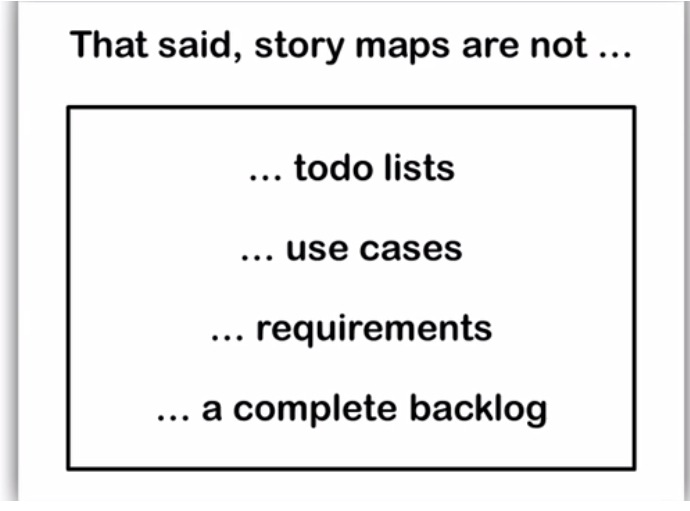 That said, story maps are not ...
... todo lists
... use cases
... requirements
... a complete backlog